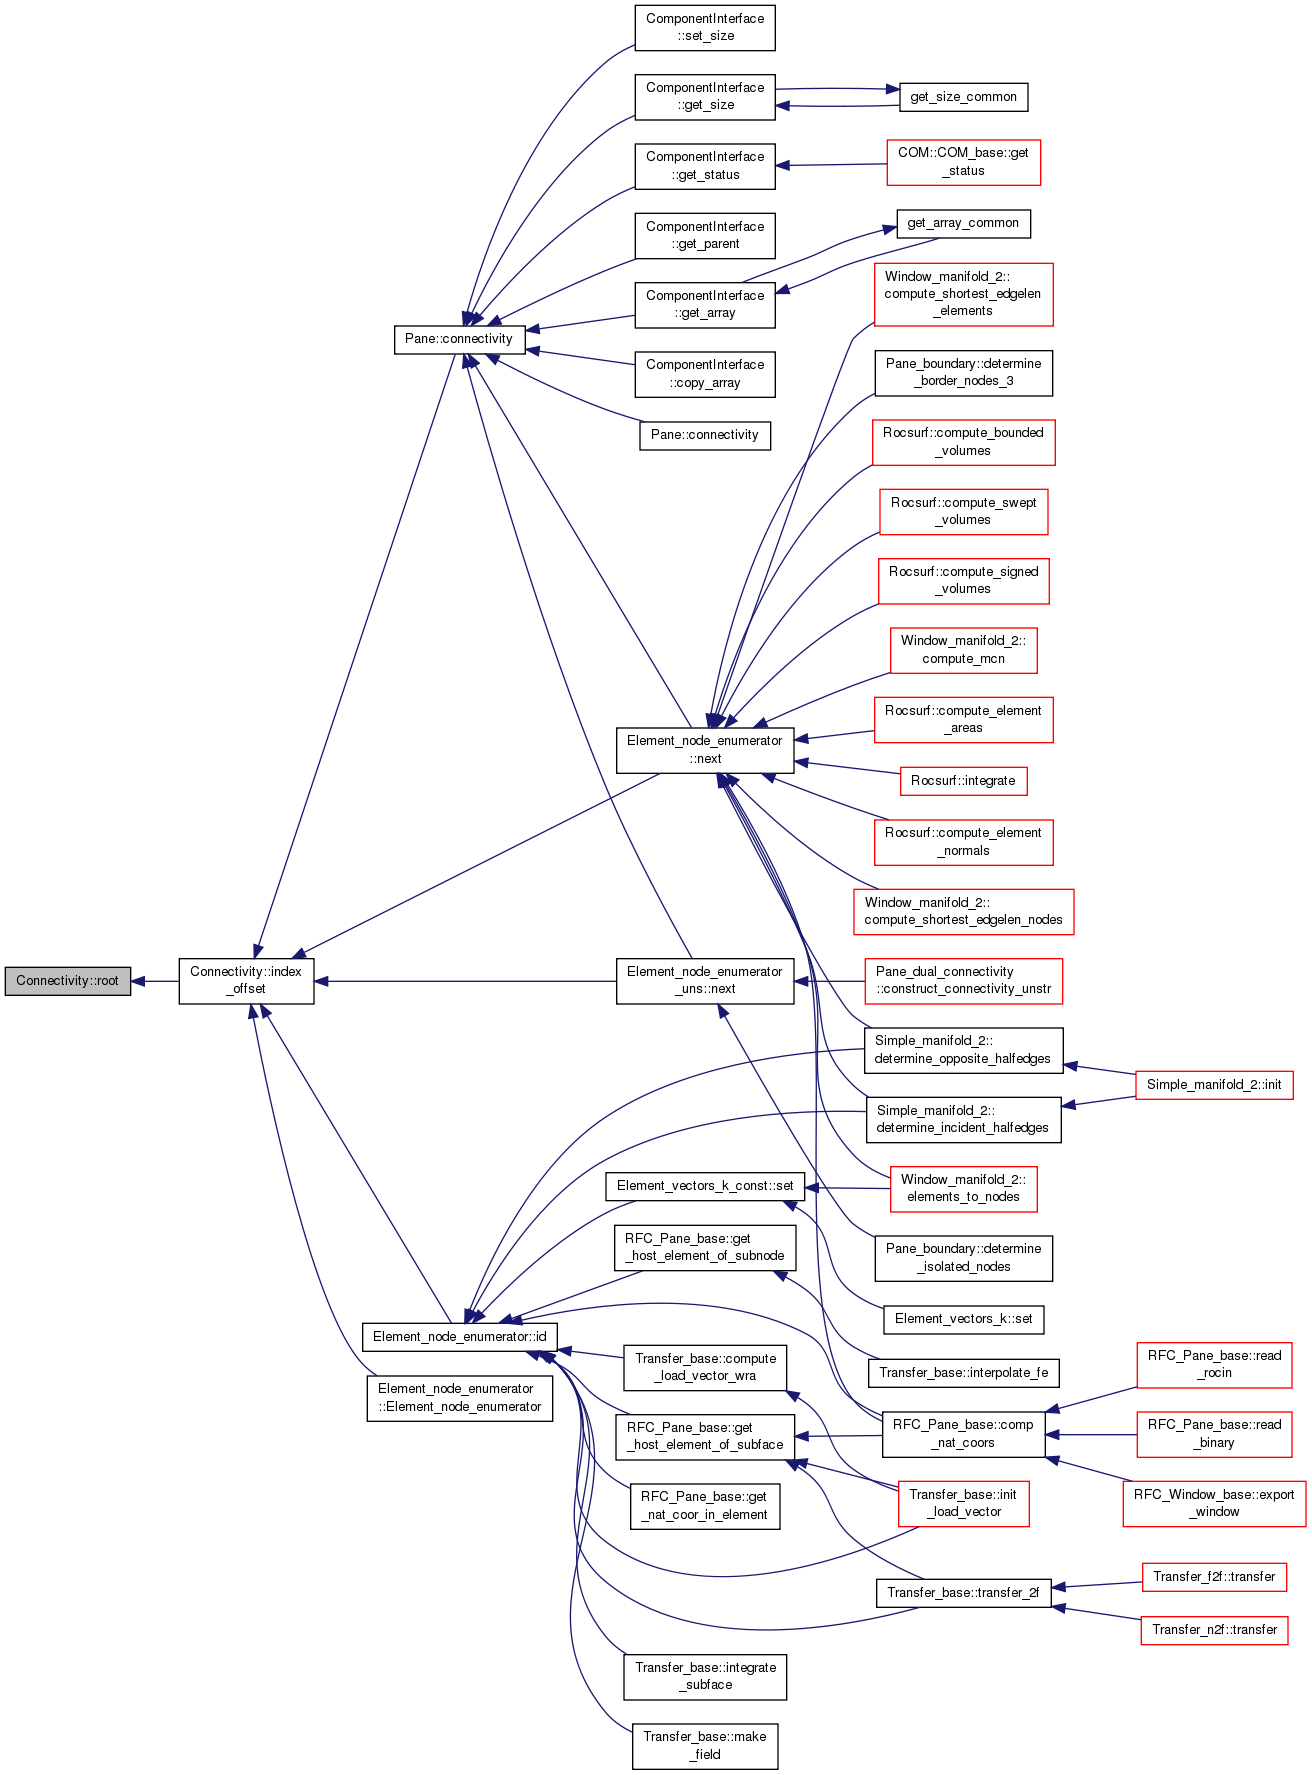 ComponentInterface
::set_size
ComponentInterface
::get_size
get_size_common
ComponentInterface
::get_status
COM::COM_base::get
_status
ComponentInterface
::get_parent
get_array_common
Window_manifold_2::
compute_shortest_edgelen
_elements
ComponentInterface
::get_array
Pane::connectivity
ComponentInterface
::copy_array
Pane_boundary::determine
_border_nodes_3
Pane::connectivity
Rocsurf::compute_bounded
_volumes
Rocsurf::compute_swept
_volumes
Rocsurf::compute_signed
_volumes
Window_manifold_2::
compute_mcn
Rocsurf::compute_element
_areas
Element_node_enumerator
::next
Rocsurf::integrate
Rocsurf::compute_element
_normals
Window_manifold_2::
compute_shortest_edgelen_nodes
Connectivity::root
Connectivity::index
_offset
Element_node_enumerator
_uns::next
Pane_dual_connectivity
::construct_connectivity_unstr
Simple_manifold_2::
determine_opposite_halfedges
Simple_manifold_2::init
Simple_manifold_2::
determine_incident_halfedges
Element_vectors_k_const::set
Window_manifold_2::
elements_to_nodes
RFC_Pane_base::get
_host_element_of_subnode
Pane_boundary::determine
_isolated_nodes
Element_vectors_k::set
Element_node_enumerator::id
Transfer_base::compute
_load_vector_wra
Transfer_base::interpolate_fe
RFC_Pane_base::read
_rocin
Element_node_enumerator
::Element_node_enumerator
RFC_Pane_base::get
_host_element_of_subface
RFC_Pane_base::comp
_nat_coors
RFC_Pane_base::read
_binary
RFC_Pane_base::get
_nat_coor_in_element
Transfer_base::init
_load_vector
RFC_Window_base::export
_window
Transfer_base::transfer_2f
Transfer_f2f::transfer
Transfer_n2f::transfer
Transfer_base::integrate
_subface
Transfer_base::make
_field